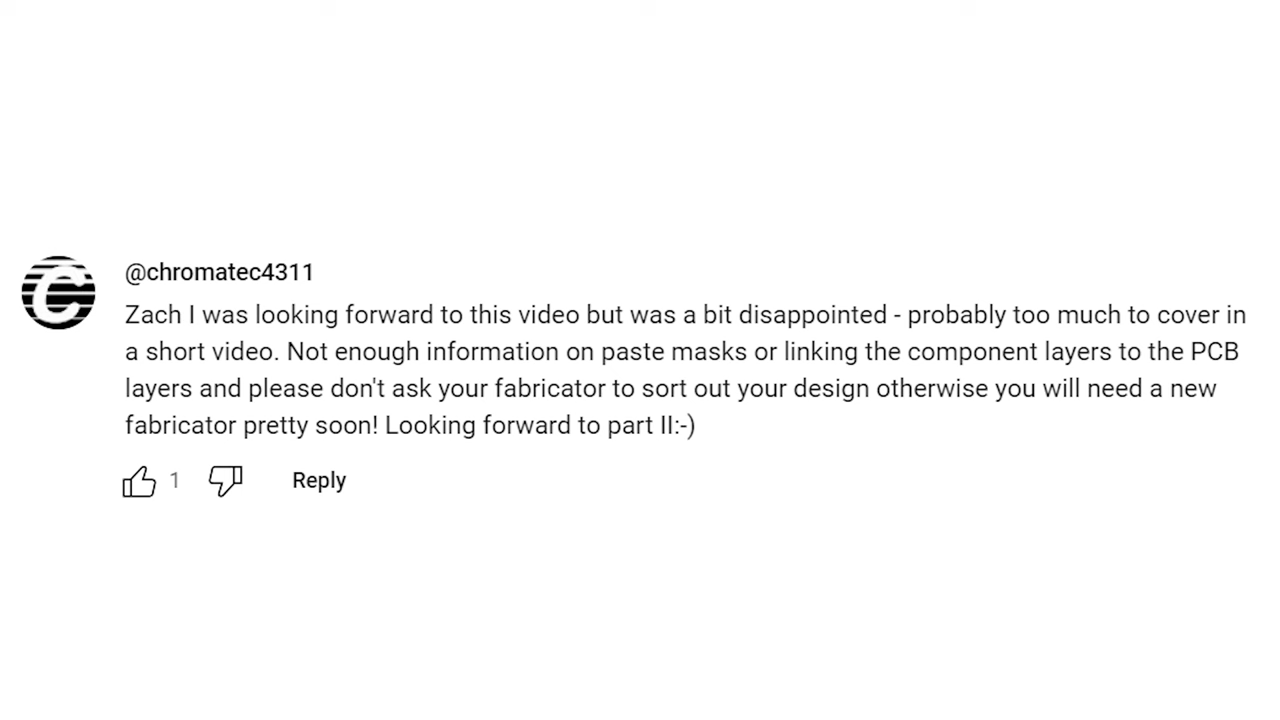 @chromatec4311
Zach I was looking forward to this video but was a bit disappointed - probably too much to cover in
a short video. Not enough information on paste masks or linking the component layers to the PCB
layers and please don't ask your fabricator to sort out your design otherwise you will need a new
fabricator pretty soon! Looking forward to part II:-)
1 Reply